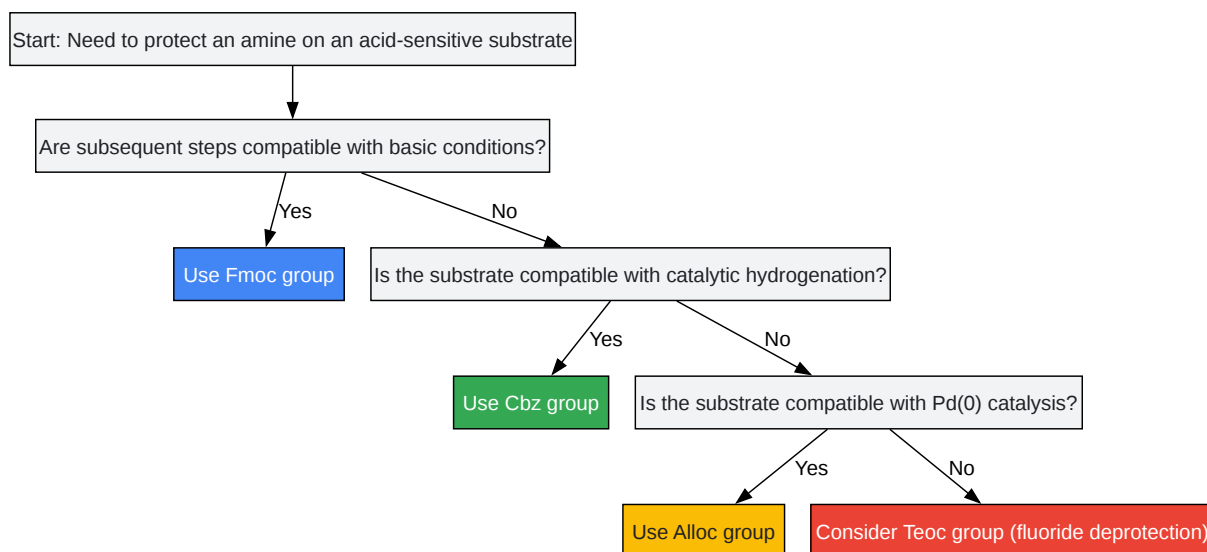 Start: Need to protect an amine on an acid-sensitive substrate
Are subsequent steps compatible with basic conditions?
Yes
No
Use Fmoc group
Is the substrate compatible with catalytic hydrogenation?
Yes
No
Use Cbz group
Is the substrate compatible with Pd(0) catalysis?
Yes
No
Use Alloc group
Consider Teoc group (fluoride deprotection)